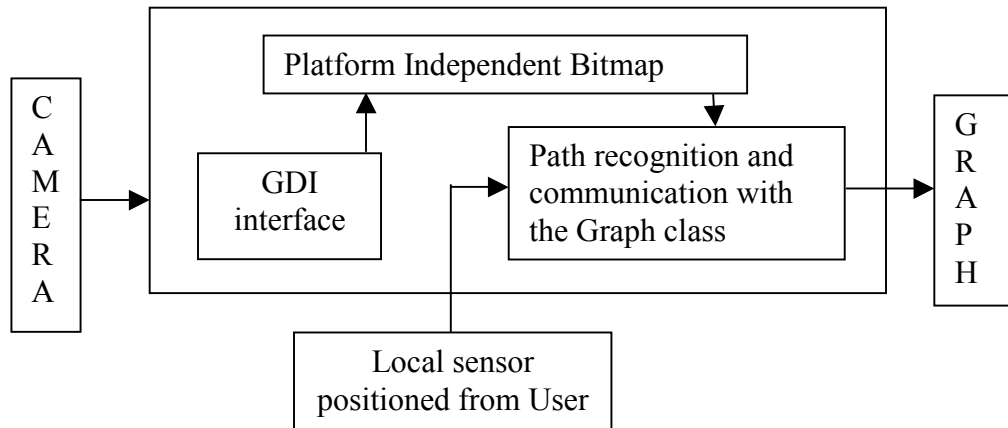 C
A
M
E
R
A
Platform Independent Bitmap
GDI
interface
Path recognition and
communication with
the Graph class
Local sensor
positioned from User
G
R
A
P
H